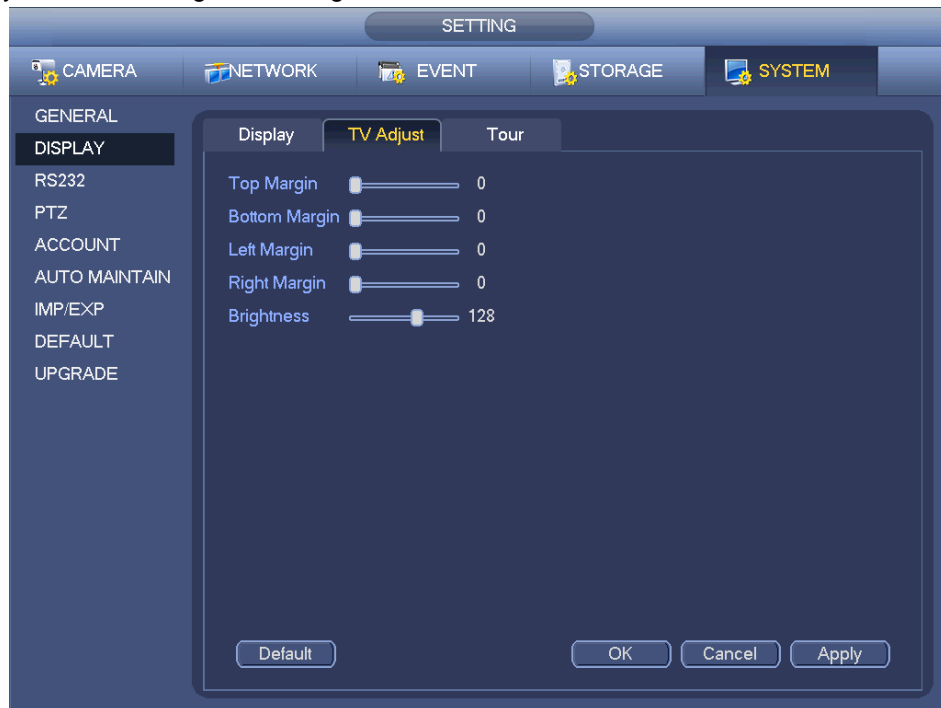 SETTING
CAMERA NETWORK EVENT STORAGE SYSTEM
GENERAL
DISPLAY
RS232
PTZ
ACCOUNT
AUTO MAINTAIN
IMP/EXP
DEFAULT
UPGRADE
Display TV Adjust Tour
Top Margin 0
Bottom Margin 0
Left Margin 0
Right Margin 0
Brightness 128
Default OK Cancel Apply